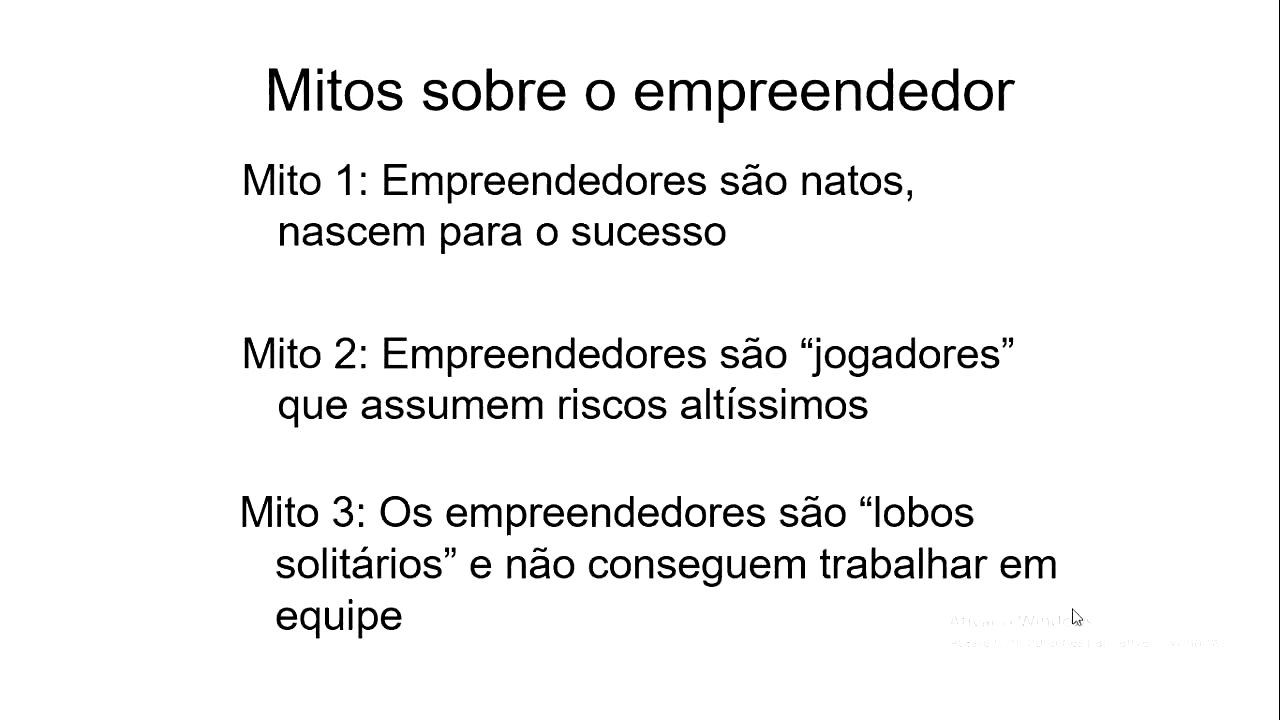 Mitos sobre o empreendedor
Mito 1: Empreendedores são natos,
nascem para o sucesso
Mito 2: Empreendedores são “jogadores”
que assumem riscos altíssimos
Mito 3: Os empreendedores são “lobos
solitários” e não conseguem trabalhar em
equipe